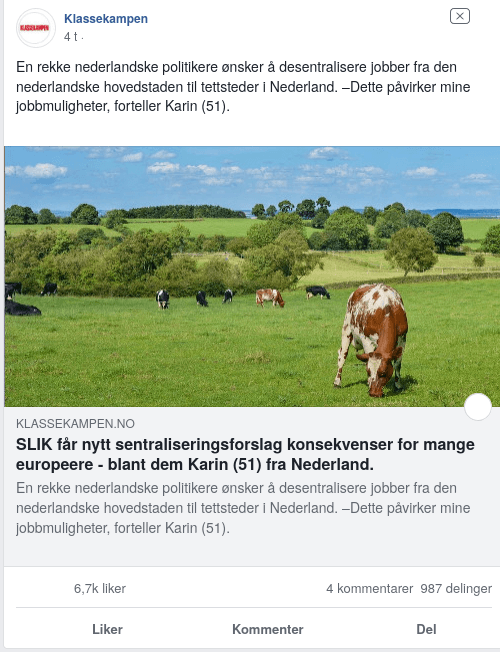 KLASSEKAMPEN
Klassekampen
4 t ·
En rekke nederlandske politikere ønsker å desentralisere jobber fra den
nederlandske hovedstaden til tettsteder i Nederland. –Dette påvirker mine
jobbmuligheter, forteller Karin (51).
KLASSEKAMPEN.NO
SLIK får nytt sentraliseringsforslag konsekvenser for mange
europeere - blant dem Karin (51) fra Nederland.
En rekke nederlandske politikere ønsker å desentralisere jobber fra den
nederlandske hovedstaden til tettsteder i Nederland. –Dette påvirker mine
jobbmuligheter, forteller Karin (51).
6,7k liker 4 kommentarer 987 delinger
Liker Kommenter Del